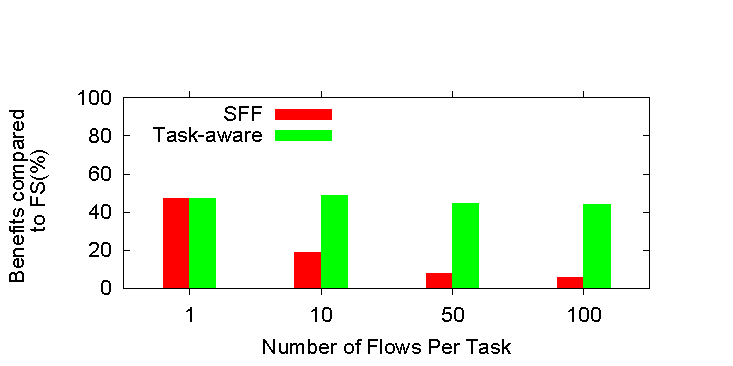 Benefits compared
to FS(%)
100
80
60
40
20
0
SFF
Task-aware
1 10 50 100
Number of Flows Per Task